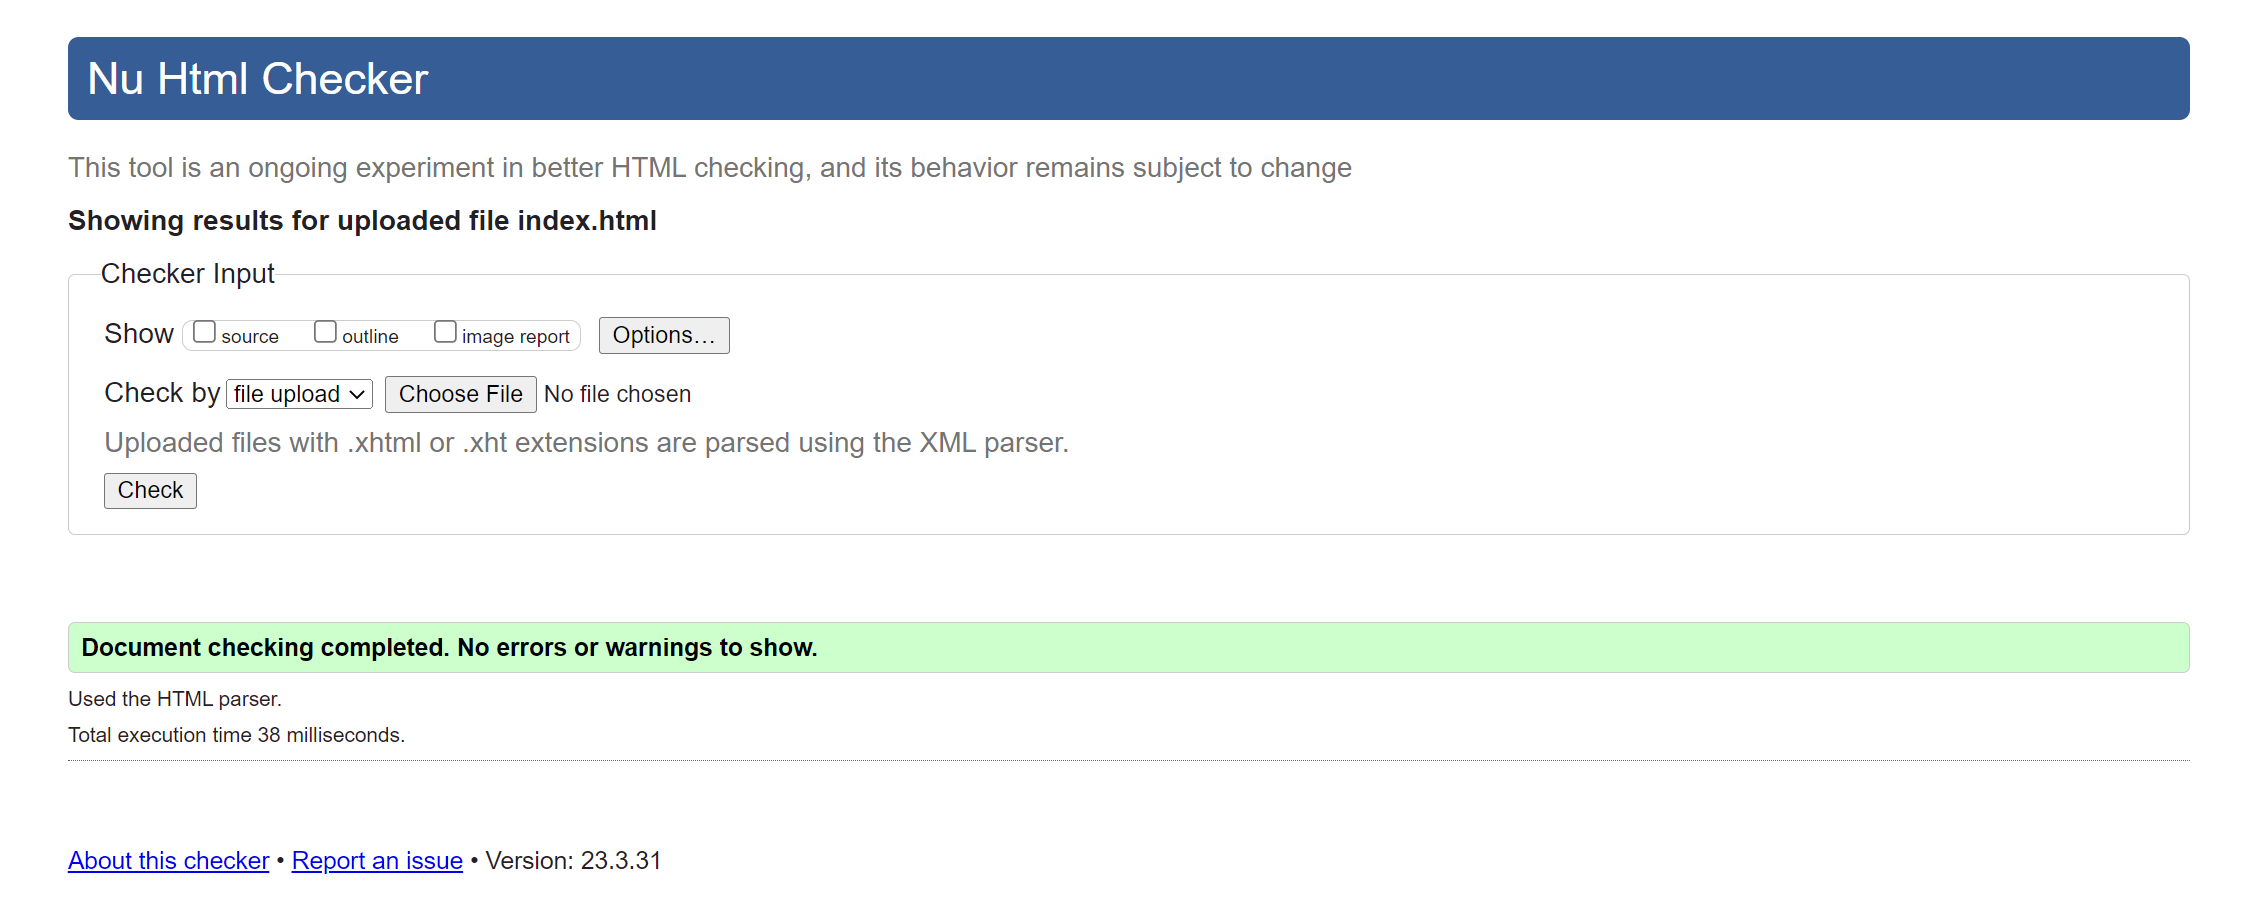 Nu Html Checker
This tool is an ongoing experiment in better HTML checking, and its behavior remains subject to change
Showing results for uploaded file index.html
Checker Input
Show source outline image report Options...
Check by file upload Choose File No file chosen
Uploaded files with .xhtml or .xht extensions are parsed using the XML parser.
Check
Document checking completed. No errors or warnings to show.
Used the HTML parser.
Total execution time 38 milliseconds.
About this checker • Report an issue • Version: 23.3.31